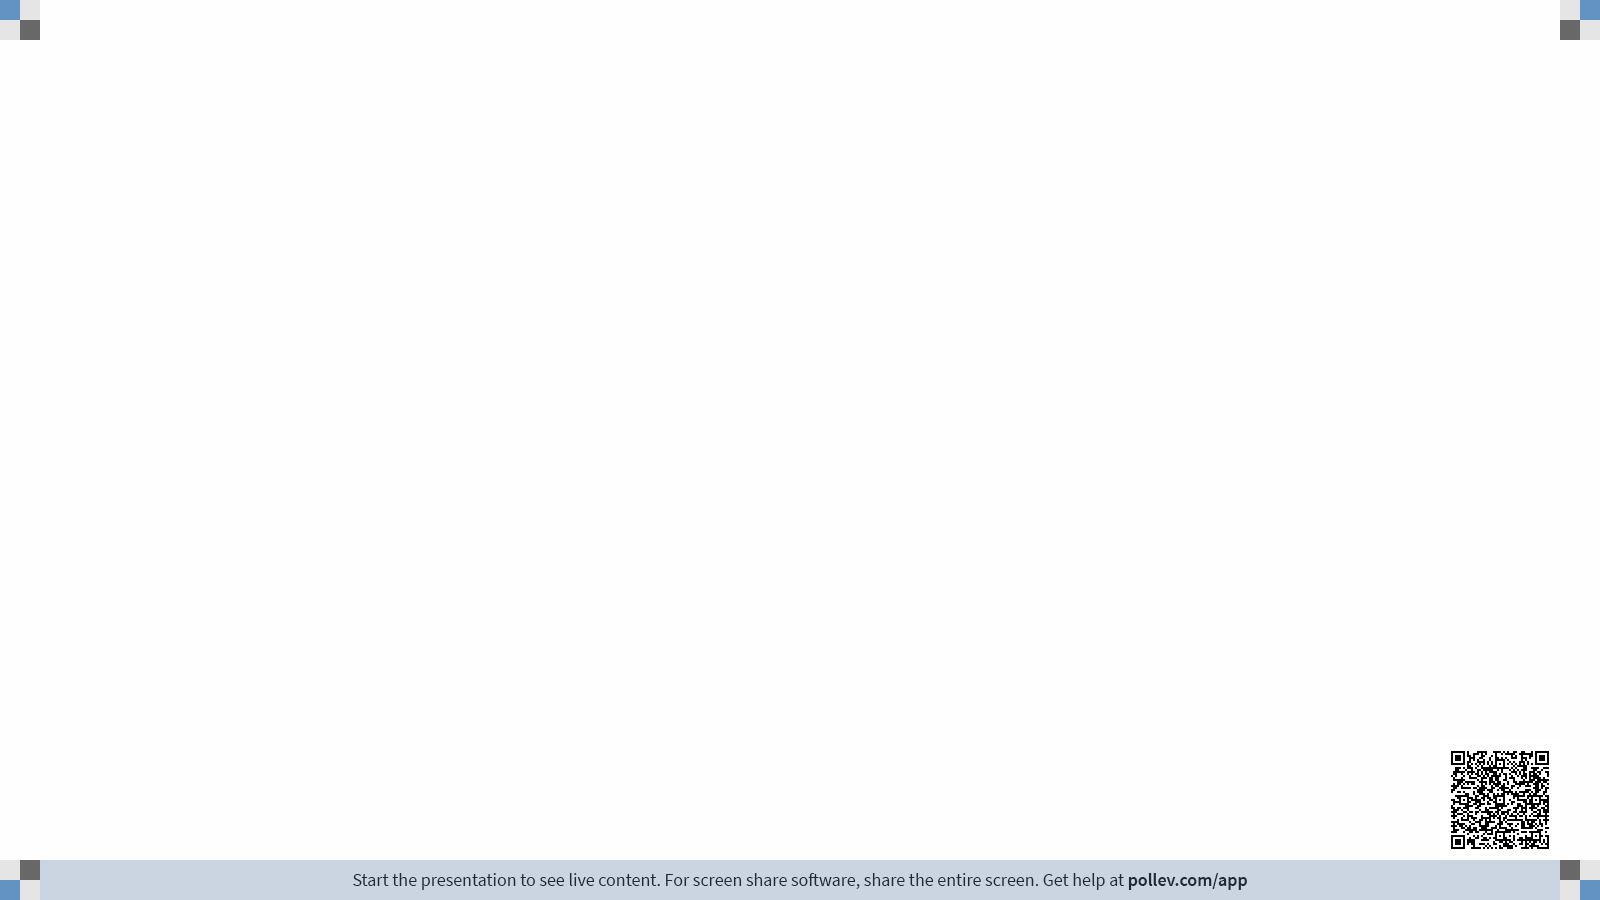 Start the presentation to see live content. For screen share software, share the entire screen. Get help at pollev.com/app